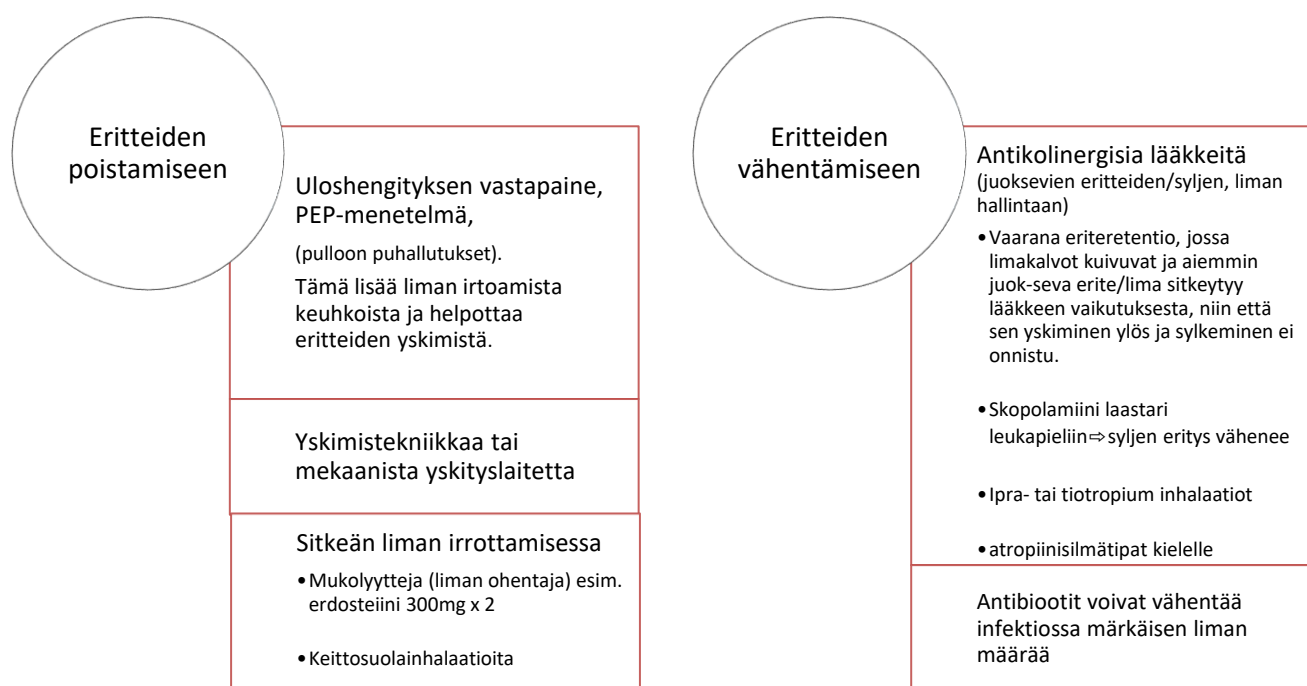 Eritteiden
poistamiseen
Uloshengityksen vastapaine,
PEP-menetelmä,
(pulloon puhallutukset).
Tämä lisää liman irtoamista
keuhkoista ja helpottaa
eritteiden yskimistä.
Yskimistekniikkaa tai
mekaanista yskityslaitetta
Sitkeän liman irrottamisessa
•Mukolyytteja (liman ohentaja) esim.
erdosteiini 300mg x 2
•Keittosuolainhalaatioita
Eritteiden
vähentämiseen
Antikolinergisia lääkkeitä
(juoksevien eritteiden/syljen, liman
hallintaan)
•Vaarana eriteretentio, jossa
limakalvot kuivuvat ja aiemmin
juok-seva erite/lima sitkeytyy
lääkkeen vaikutuksesta, niin että
sen yskiminen ylös ja sylkeminen ei
onnistu.
•Skopolamiini laastari
leukapieliin⇨syljen eritys vähenee
•Ipra- tai tiotropium inhalaatiot
•atropiinisilmätipat kielelle
Antibiootit voivat vähentää
infektiossa märkäisen liman
määrää